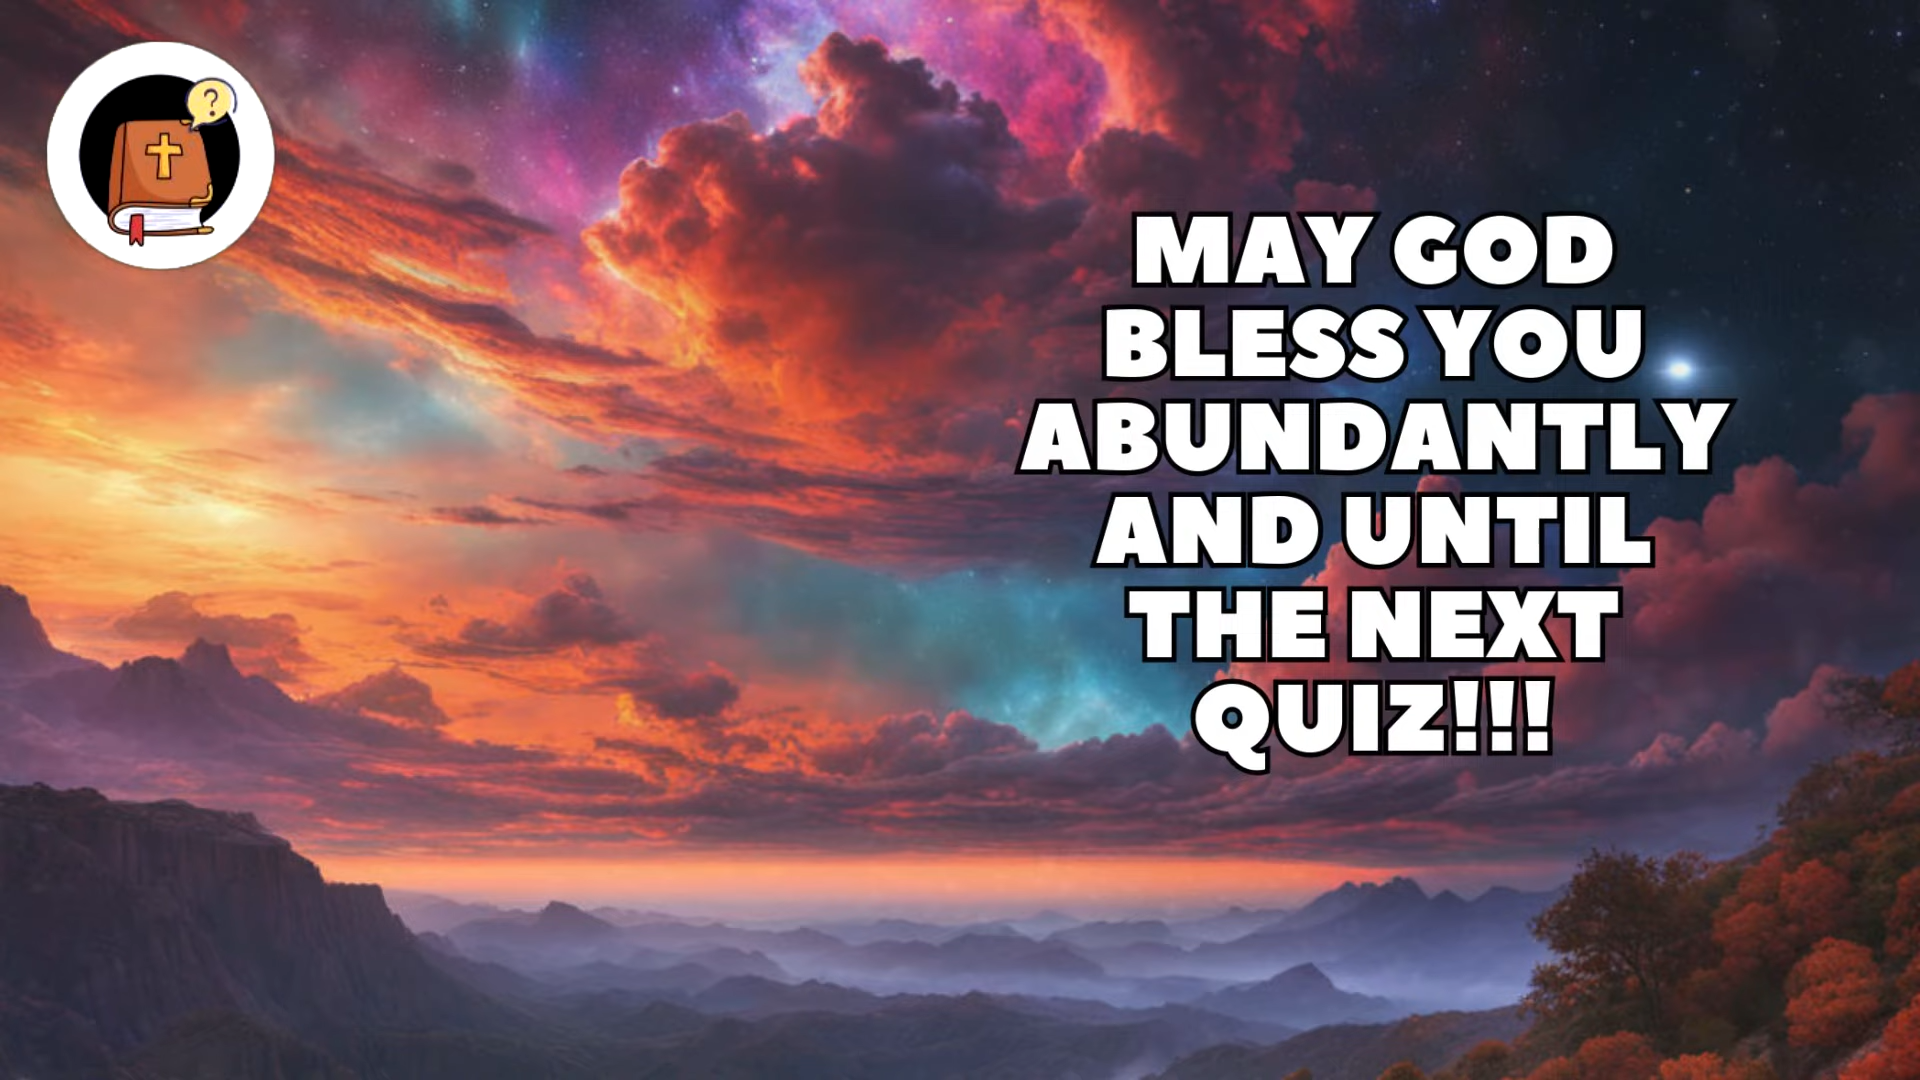 ?
MAY GOD
BLESS YOU
ABUNDANTLY
AND UNTIL
THE NEXT
QUIZ!!!